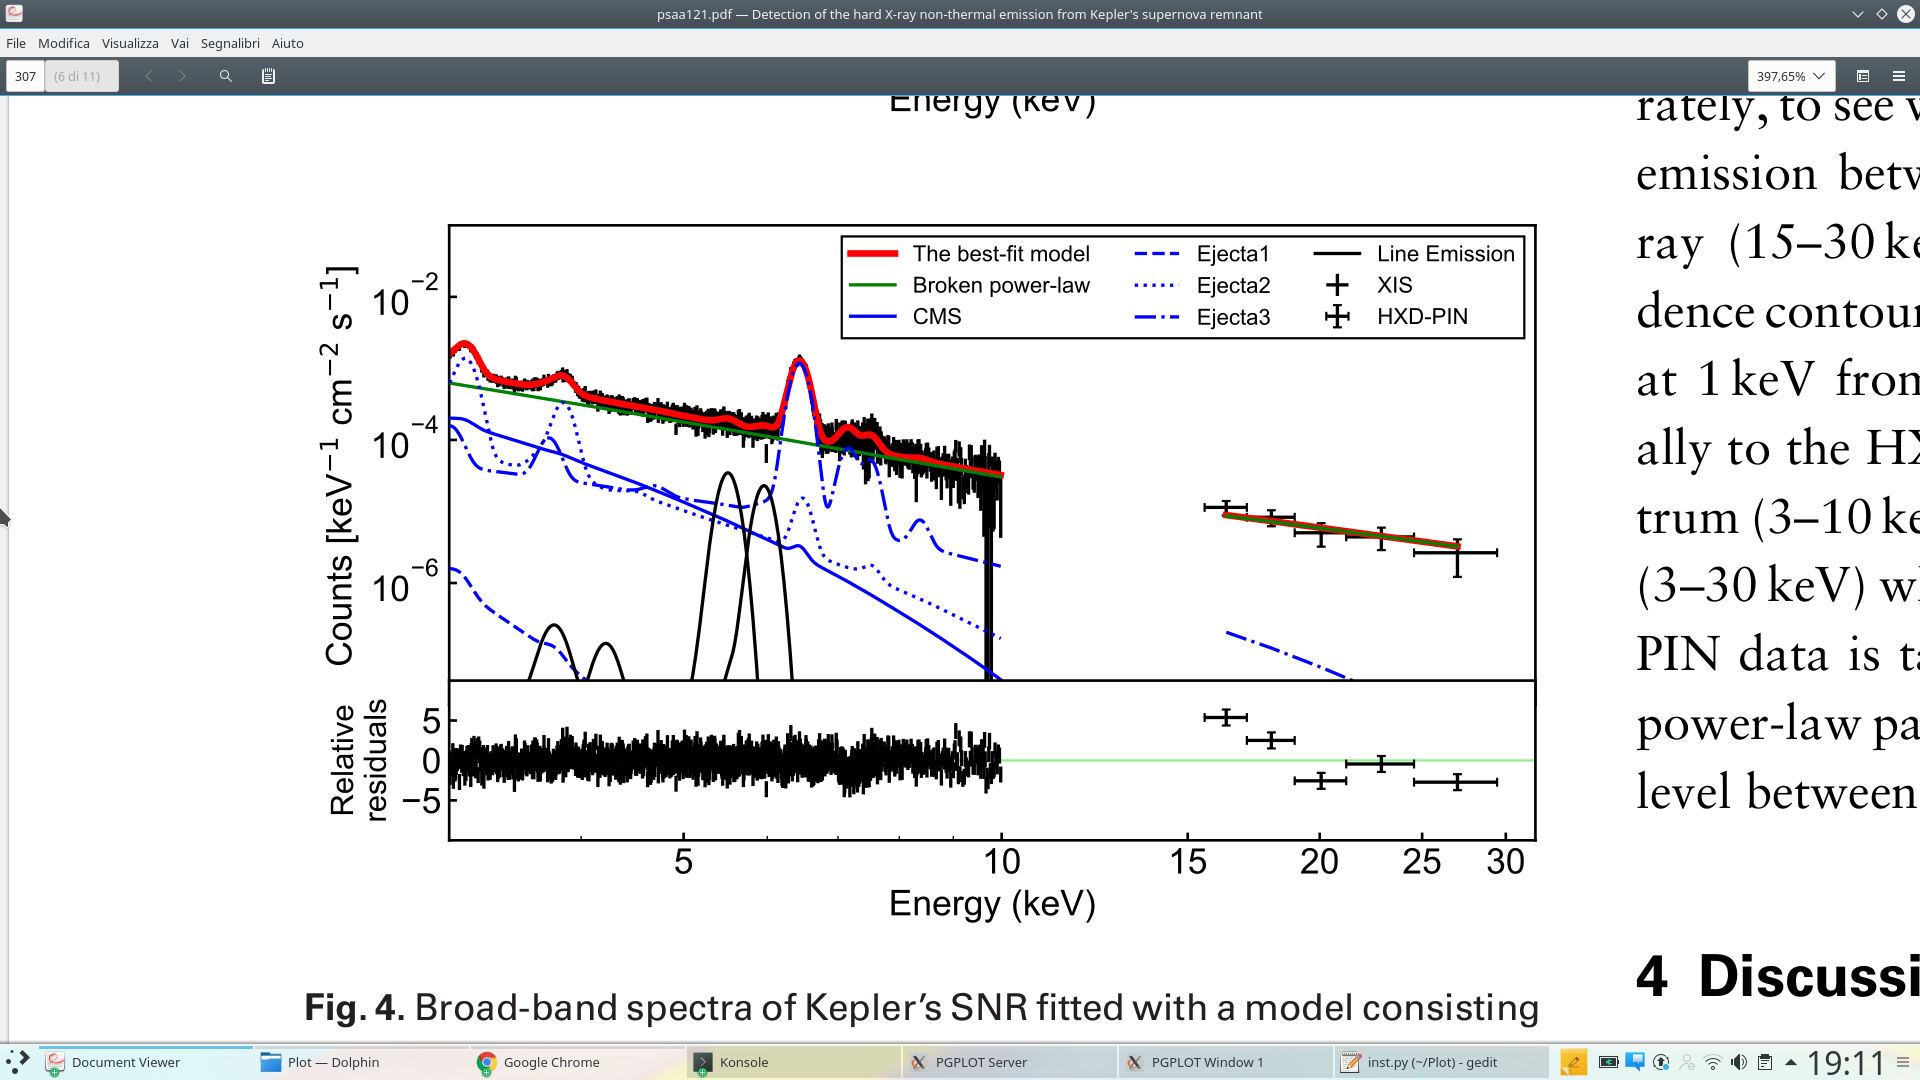 psaa121.pdf — Detection of the hard X-ray non-thermal emission from Kepler's supernova remnant
File Modifica Visualizza Vai Segnalibri Aiuto
307 (6 di 11) 397,65%
Energy (keV)
The best-fit model Ejecta1 Line Emission
Broken power-law Ejecta2 XIS
CMS Ejecta3 HXD-PIN
Counts [keV⁻¹ cm⁻² s⁻¹]
10⁻²
10⁻⁴
10⁻⁶
Relative
residuals
5
0
−5
5 10 15 20 25 30
Energy (keV)
Fig. 4. Broad-band spectra of Kepler’s SNR fitted with a model consisting
rately, to see
emission betw
ray (15–30 ke
dence contour
at 1 keV from
ally to the HX
trum (3–10 ke
(3–30 keV) wh
PIN data is ta
power-law pa
level between
4 Discussi
Document Viewer Plot — Dolphin Google Chrome Konsole PGPLOT Server PGPLOT Window 1 inst.py (~/Plot) - gedit 19:11